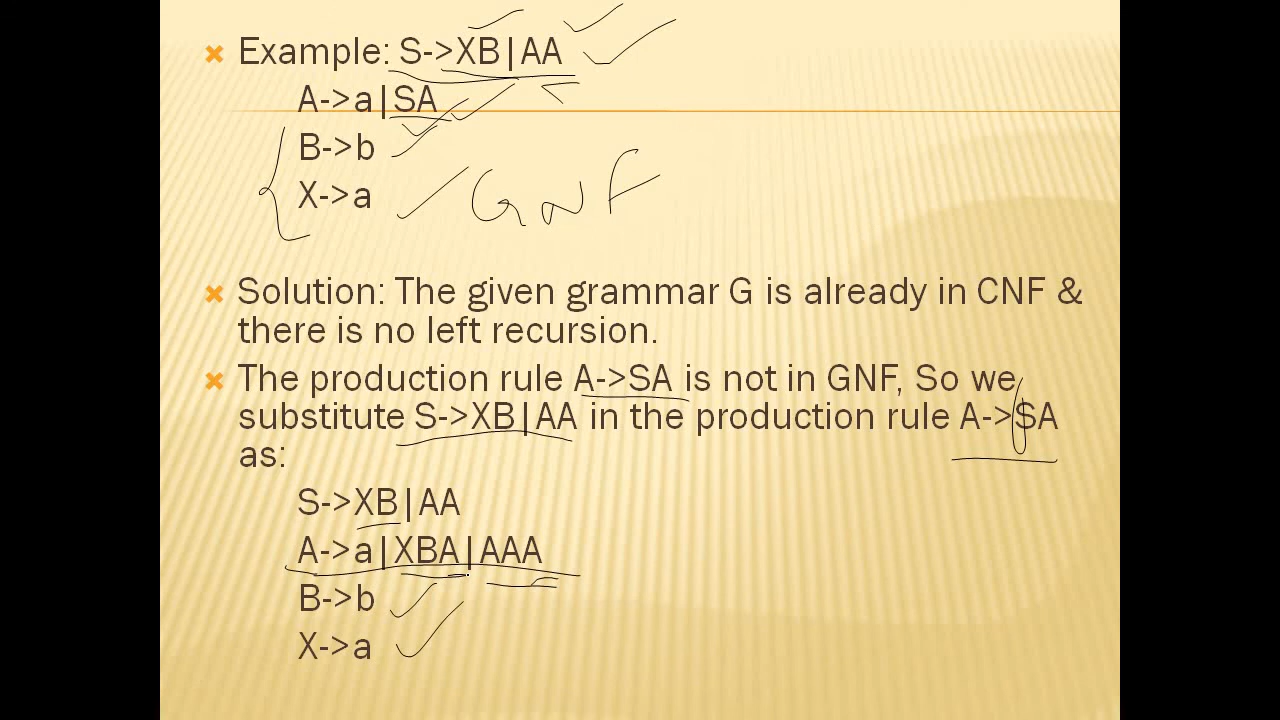 Example: S->XB|AA
A->a|SA
B->b
X->a
GNF
Solution: The given grammar G is already in CNF &
there is no left recursion.
The production rule A->SA is not in GNF, So we
substitute S->XB|AA in the production rule A->SA
as:
S->XB|AA
A->a|XBA|AAA
B->b
X->a